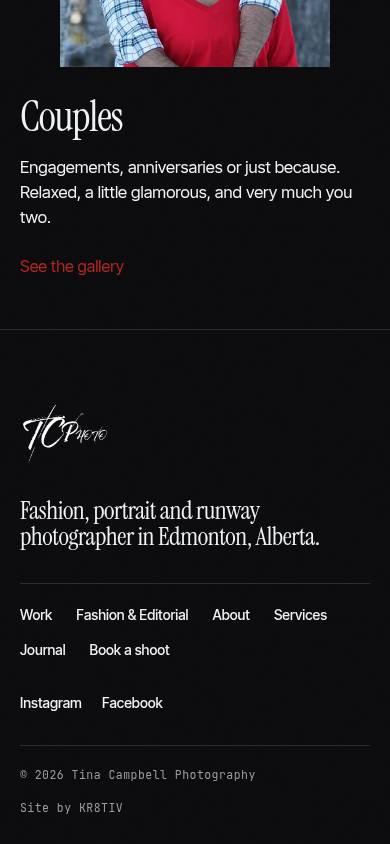 Couples
Engagements, anniversaries or just because.
Relaxed, a little glamorous, and very much you
two.
See the gallery
TCPHOTO
Fashion, portrait and runway
photographer in Edmonton, Alberta.
Work Fashion & Editorial About Services
Journal Book a shoot
Instagram Facebook
© 2026 Tina Campbell Photography
Site by KR8TIV